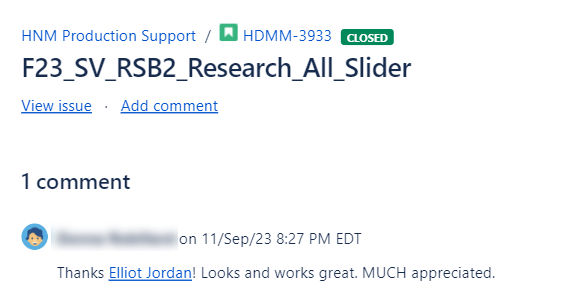 HNM Production Support / HDMM-3933 CLOSED
F23_SV_RSB2_Research_All_Slider
View issue · Add comment
1 comment
on 11/Sep/23 8:27 PM EDT
Thanks Elliot Jordan! Looks and works great. MUCH appreciated.